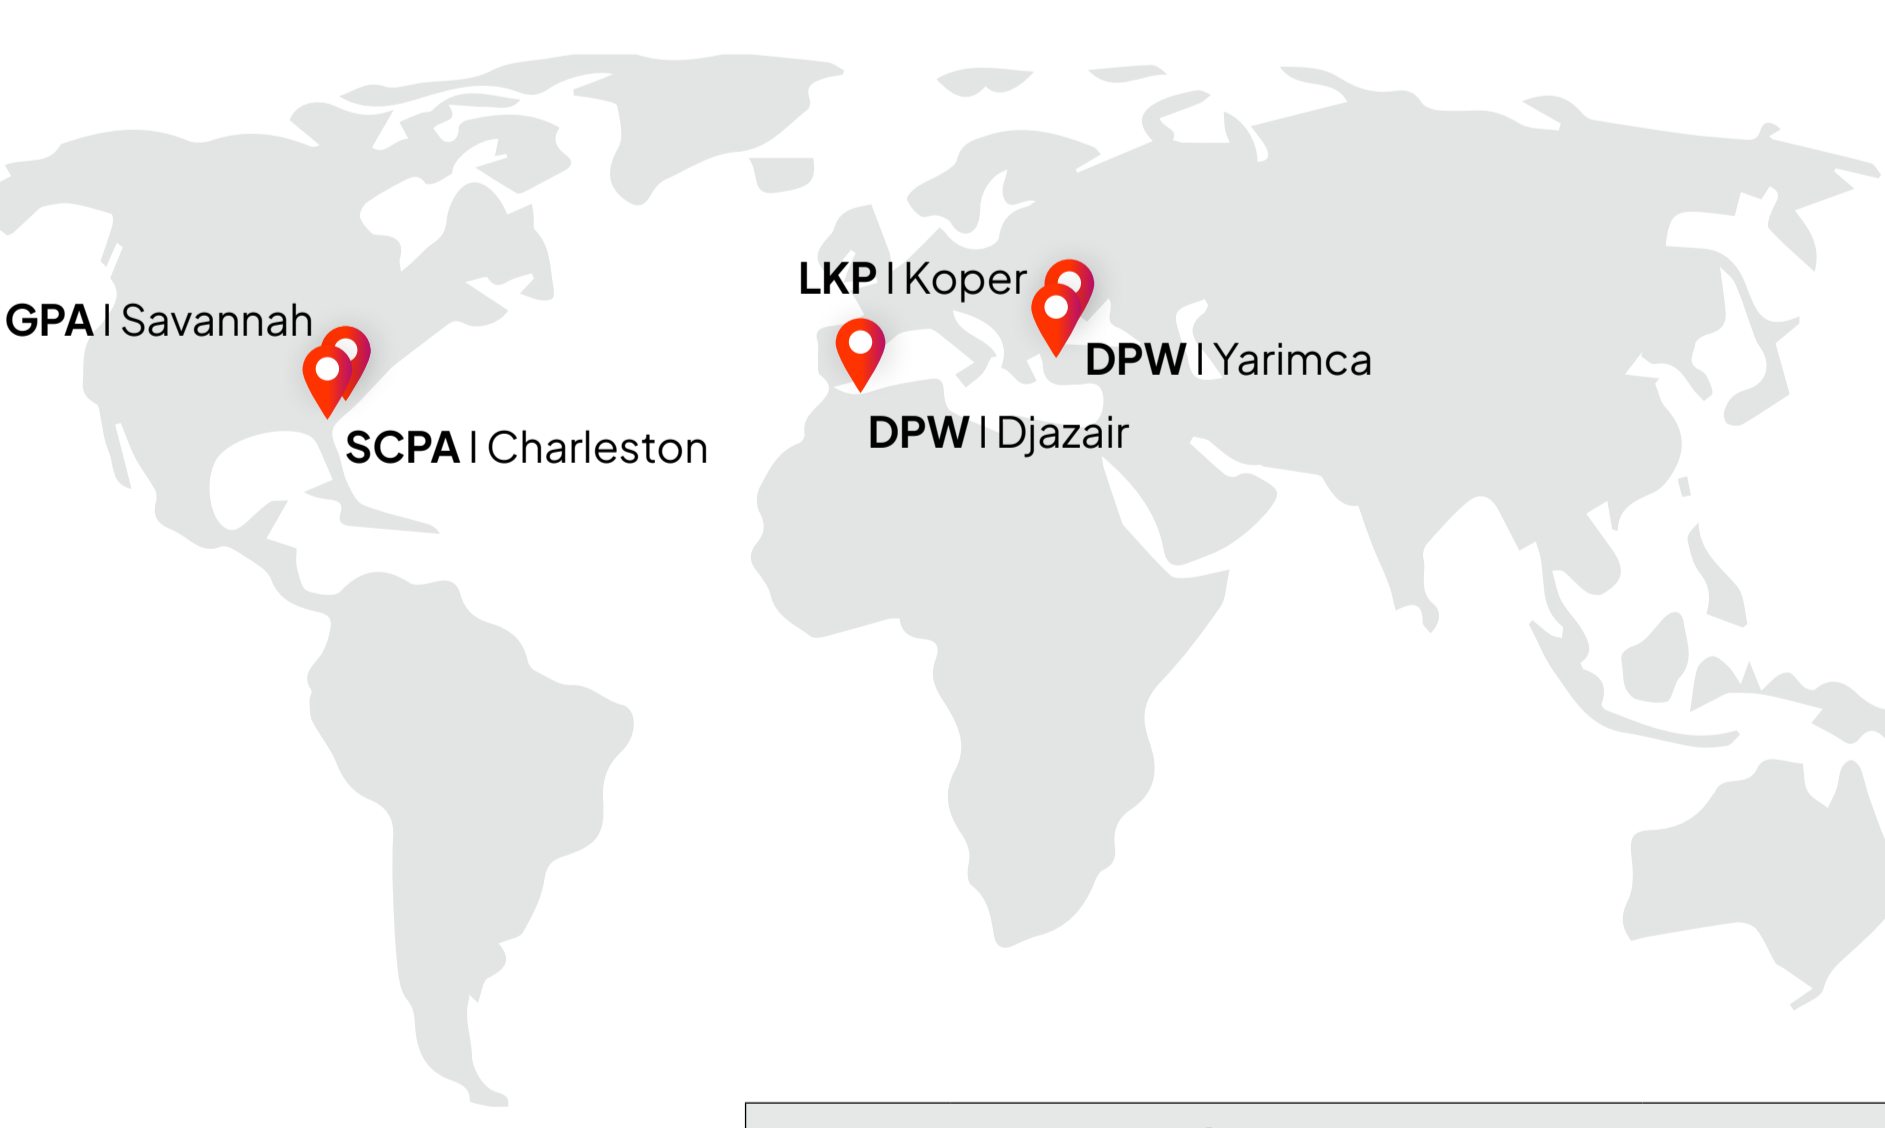 LKP | Koper
GPA | Savannah
DPW | Yarimca
DPW | Djazair
SCPA | Charleston